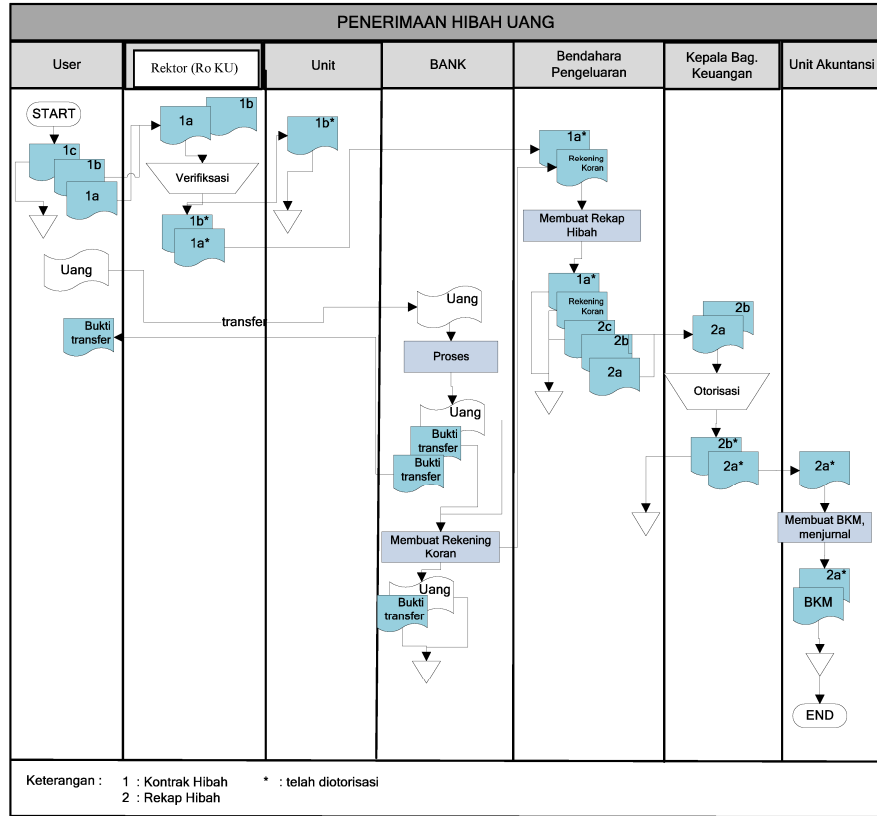 PENERIMAAN HIBAH UANG
User
Rektor (Ro KU)
Unit
BANK
Bendahara
Pengeluaran
Kepala Bag.
Keuangan
Unit Akuntansi
START
1c
1b
1a
Uang
Bukti
transfer
1a
1b
Verifiksasi
1b*
1a*
transfer
1b*
Uang
Proses
Uang
Bukti
transfer
Bukti
transfer
Membuat Rekening
Koran
Uang
Bukti
transfer
1a*
Rekening
Koran
Membuat Rekap
Hibah
1a*
Rekening
Koran
2c
2b
2a
2b
2a
Otorisasi
2b*
2a*
2a*
Membuat BKM,
menjurnal
2a*
BKM
END
Keterangan : 1 : Kontrak Hibah * : telah diotorisasi
2 : Rekap Hibah